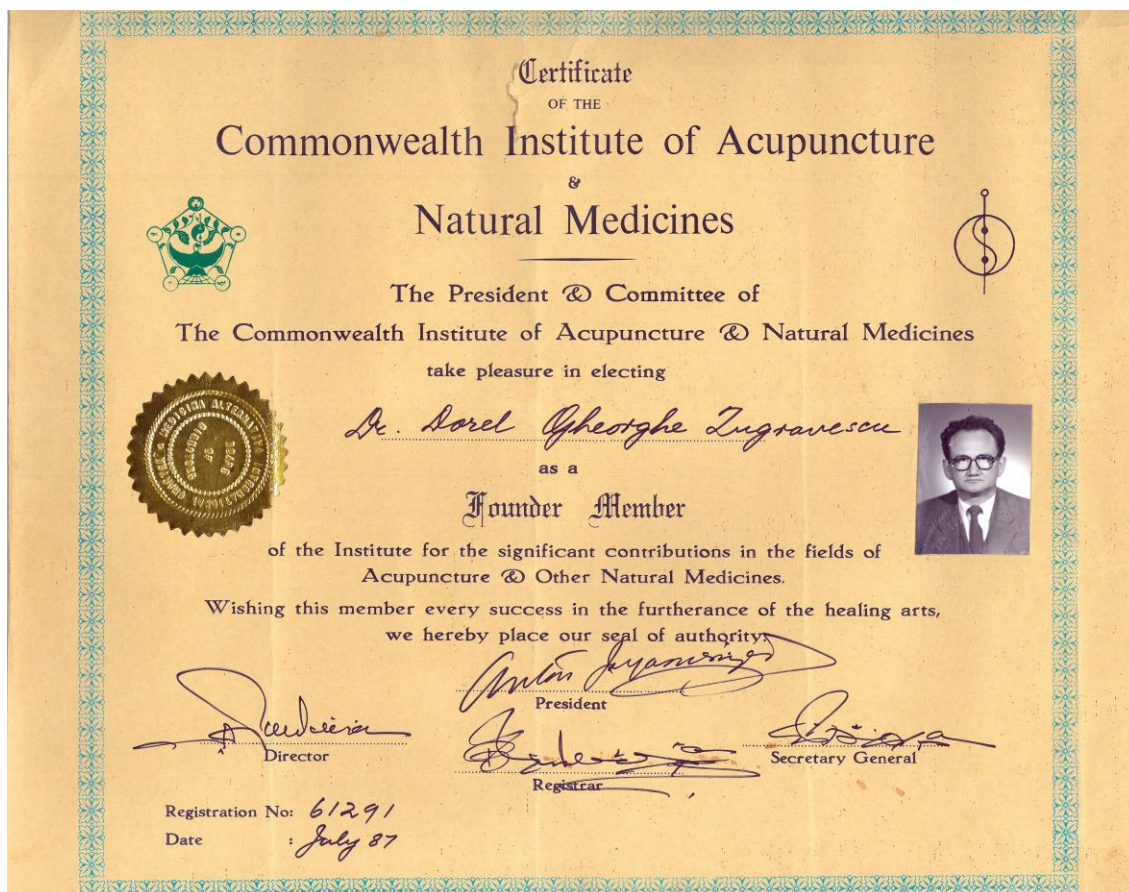 Certificate
OF THE
Commonwealth Institute of Acupuncture
&
Natural Medicines
The President & Committee of
The Commonwealth Institute of Acupuncture & Natural Medicines
take pleasure in electing
Dr. Dorel Gheorghe Zugravescu
as a
Founder Member
of the Institute for the significant contributions in the fields of
Acupuncture & Other Natural Medicines.
Wishing this member every success in the furtherance of the healing arts,
we hereby place our seal of authority.
Anton
President
Director
Secretary General
Registrar
Registration No: 61291
Date : July 87